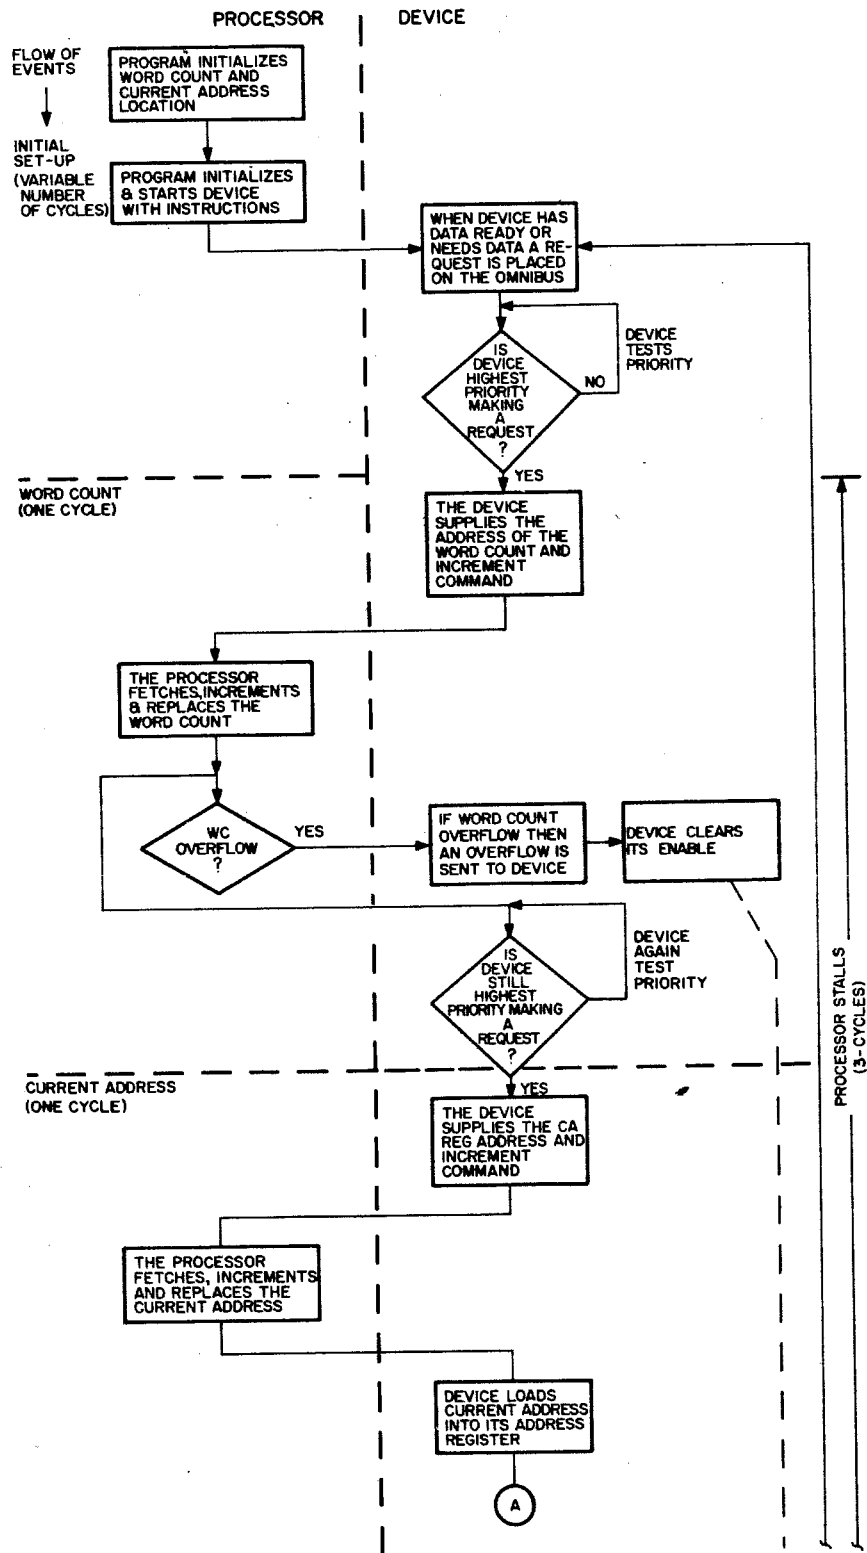 PROCESSOR
DEVICE
FLOW OF
EVENTS
PROGRAM INITIALIZES
WORD COUNT AND
CURRENT ADDRESS
LOCATION
INITIAL
SET-UP
(VARIABLE
NUMBER
OF CYCLES)
PROGRAM INITIALIZES
& STARTS DEVICE
WITH INSTRUCTIONS
WHEN DEVICE HAS
DATA READY OR
NEEDS DATA A RE-
QUEST IS PLACED
ON THE OMNIBUS
IS
DEVICE
HIGHEST
PRIORITY
MAKING
A
REQUEST
?
NO
DEVICE
TESTS
PRIORITY
YES
WORD COUNT
(ONE CYCLE)
THE DEVICE
SUPPLIES THE
ADDRESS OF THE
WORD COUNT AND
INCREMENT
COMMAND
THE PROCESSOR
FETCHES, INCREMENTS
& REPLACES THE
WORD COUNT
WC
OVERFLOW
?
YES
IF WORD COUNT
OVERFLOW THEN
AN OVERFLOW IS
SENT TO DEVICE
DEVICE CLEARS
ITS ENABLE
IS
DEVICE
STILL
HIGHEST
PRIORITY MAKING
A
REQUEST
?
DEVICE
AGAIN
TEST
PRIORITY
PROCESSOR STALLS
(3-CYCLES)
YES
CURRENT ADDRESS
(ONE CYCLE)
THE DEVICE
SUPPLIES THE CA
REG ADDRESS AND
INCREMENT
COMMAND
THE PROCESSOR
FETCHES, INCREMENTS
AND REPLACES THE
CURRENT ADDRESS
DEVICE LOADS
CURRENT ADDRESS
INTO ITS ADDRESS
REGISTER
A